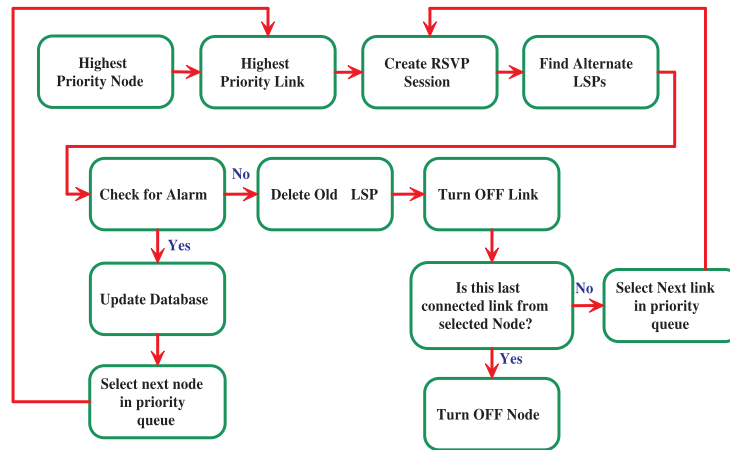 Highest
Priority Node
Highest
Priority Link
Create RSVP
Session
Find Alternate
LSPs
Check for Alarm
No
Delete Old LSP
Turn OFF Link
Yes
Update Database
Is this last
connected link from
selected Node?
No
Select Next link
in priority
queue
Yes
Select next node
in priority
queue
Turn OFF Node